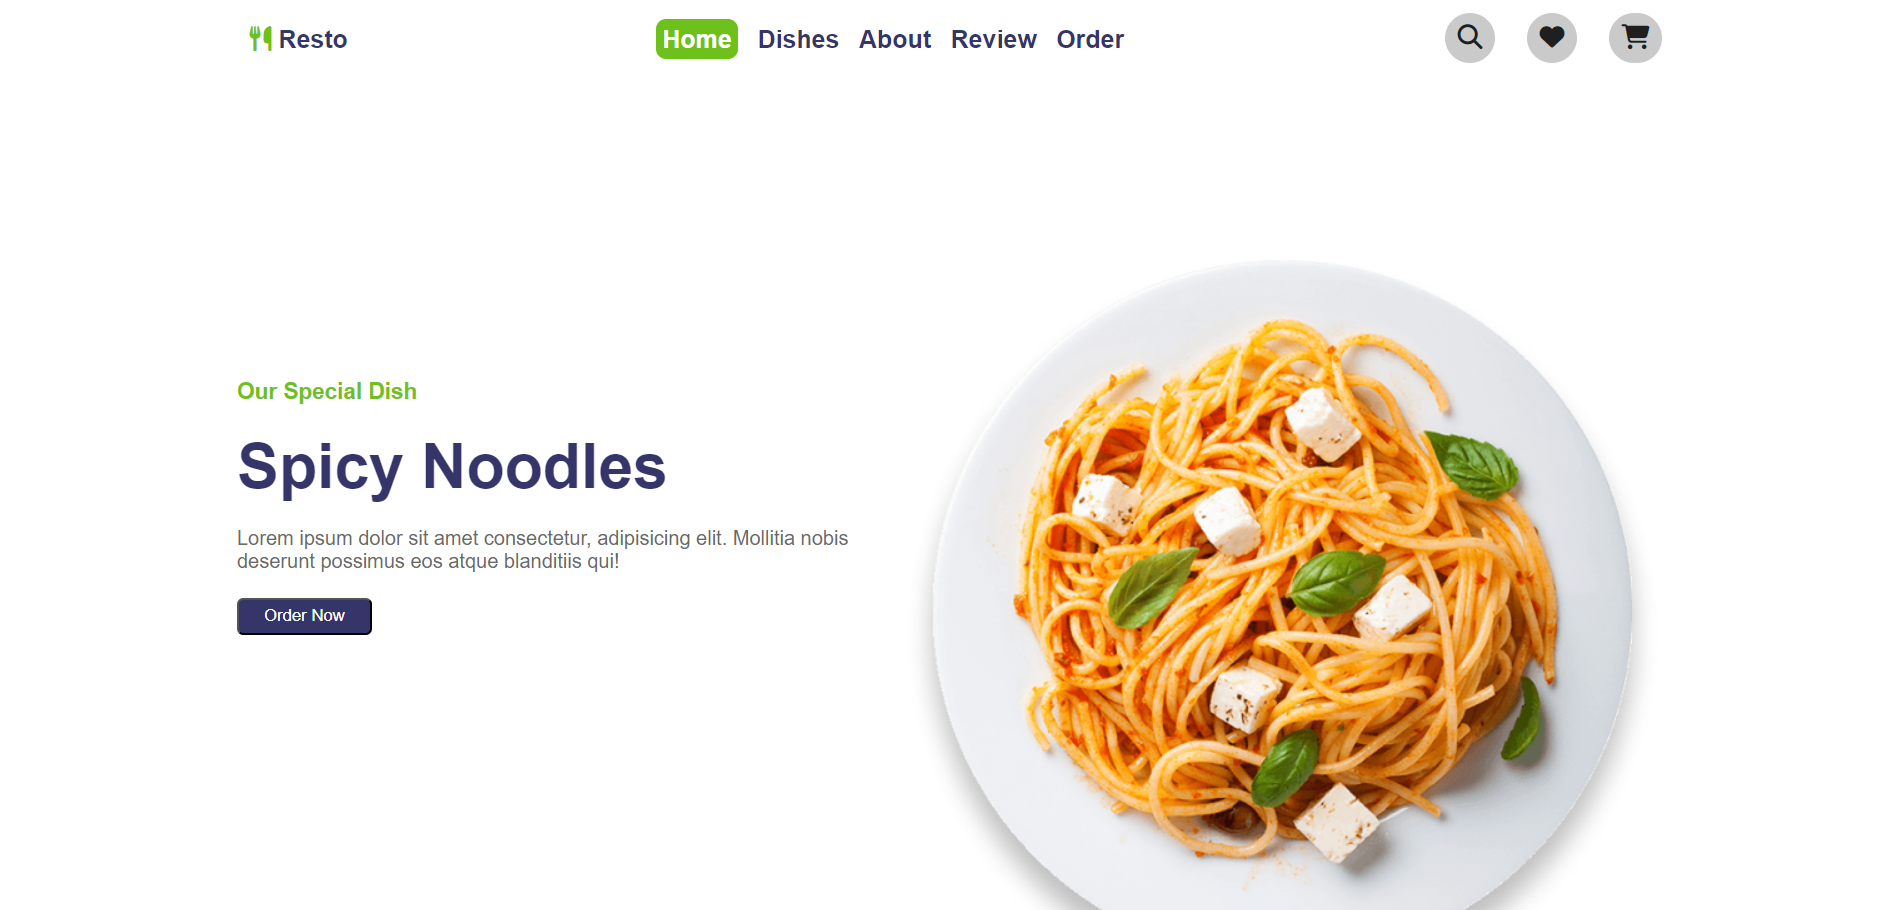 Resto
Home Dishes About Review Order
Our Special Dish
Spicy Noodles
Lorem ipsum dolor sit amet consectetur, adipisicing elit. Mollitia nobis
deserunt possimus eos atque blanditiis qui!
Order Now